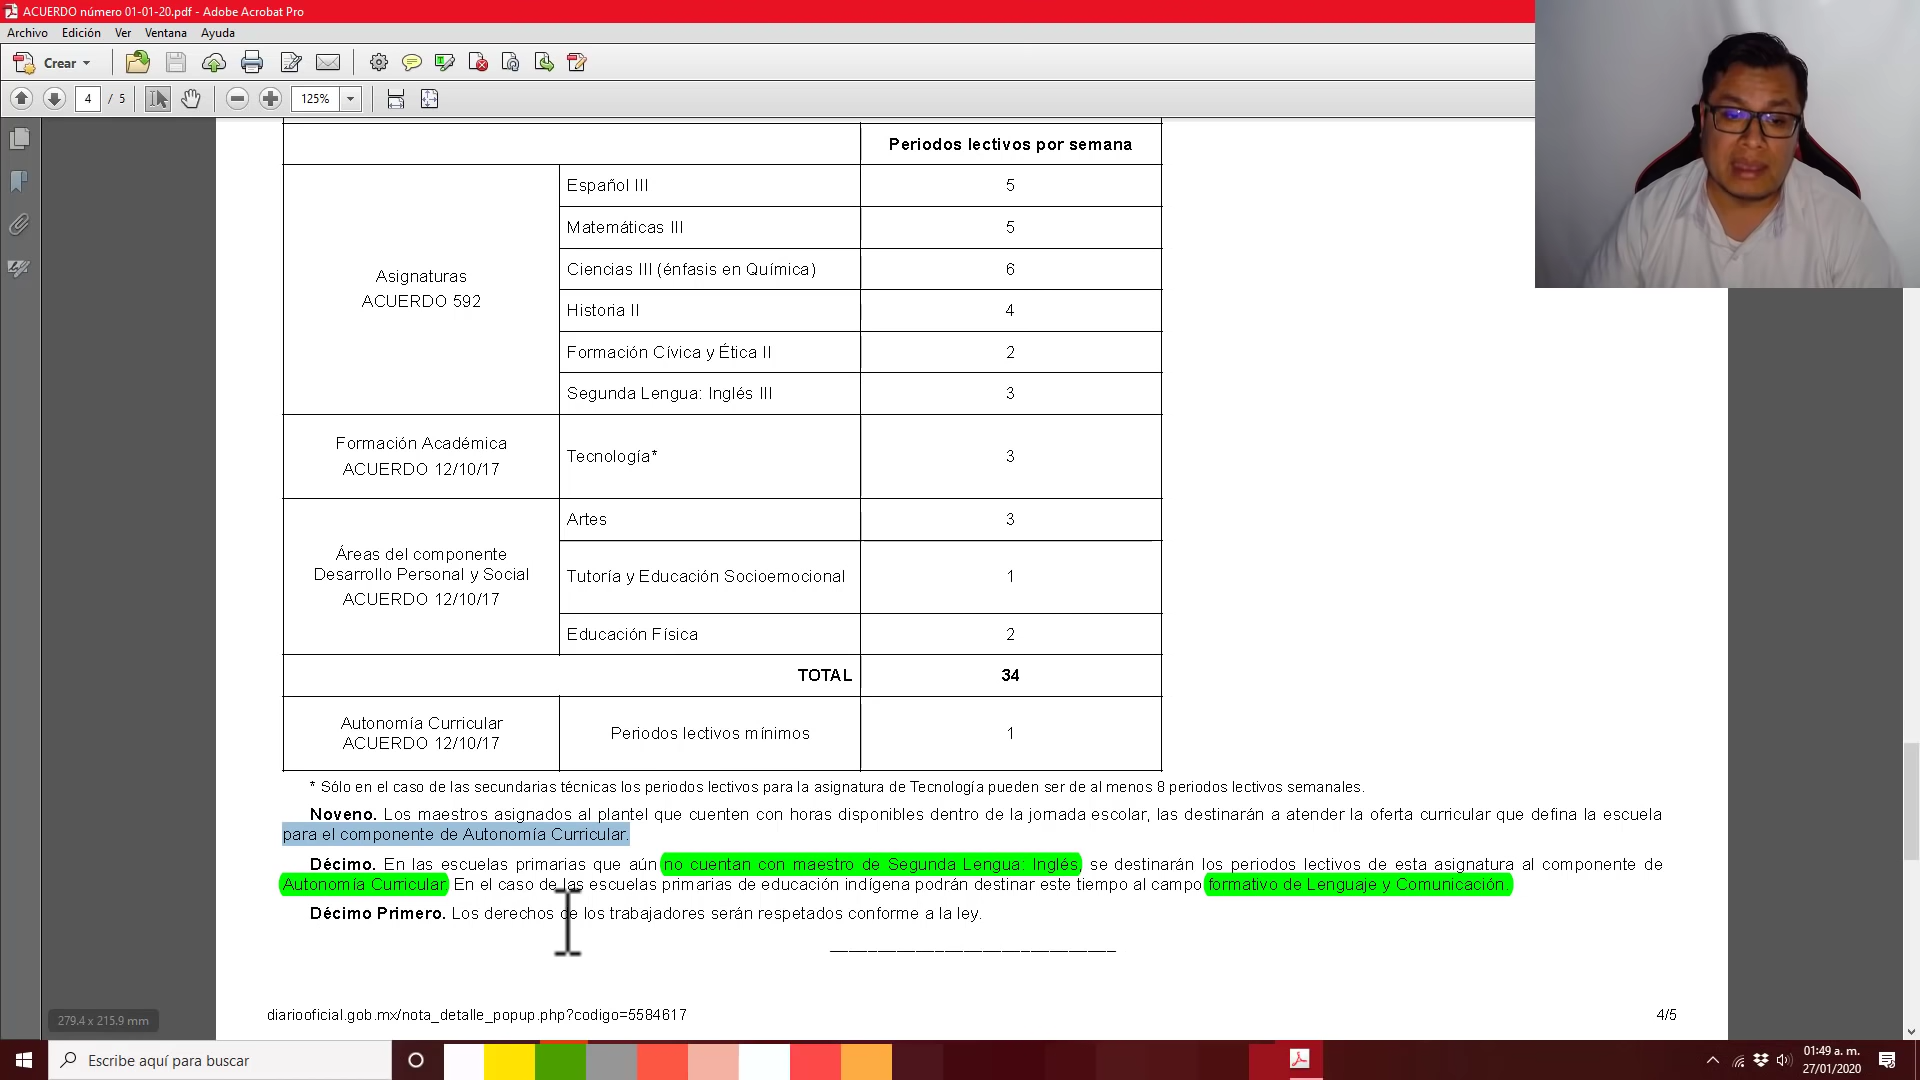 ACUERDO número 01-01-20.pdf - Adobe Acrobat Pro
Archivo Edición Ver Ventana Ayuda
Crear
4 / 5 125%
Periodos lectivos por semana
Asignaturas
ACUERDO 592
Español III 5
Matemáticas III 5
Ciencias III (énfasis en Química) 6
Historia II 4
Formación Cívica y Ética II 2
Segunda Lengua: Inglés III 3
Formación Académica
ACUERDO 12/10/17
Tecnología* 3
Áreas del componente
Desarrollo Personal y Social
ACUERDO 12/10/17
Artes 3
Tutoría y Educación Socioemocional 1
Educación Física 2
TOTAL 34
Autonomía Curricular
ACUERDO 12/10/17
Periodos lectivos mínimos 1
* Sólo en el caso de las secundarias técnicas los periodos lectivos para la asignatura de Tecnología pueden ser de al menos 8 periodos lectivos semanales.
Noveno. Los maestros asignados al plantel que cuenten con horas disponibles dentro de la jornada escolar, las destinarán a atender la oferta curricular que defina la escuela
para el componente de Autonomía Curricular.
Décimo. En las escuelas primarias que aún no cuentan con maestro de Segunda Lengua: Inglés, se destinarán los periodos lectivos de esta asignatura al componente de
Autonomía Curricular. En el caso de las escuelas primarias de educación indígena podrán destinar este tiempo al campo formativo de Lenguaje y Comunicación.
Décimo Primero. Los derechos de los trabajadores serán respetados conforme a la ley.
279.4 x 215.9 mm
diariooficial.gob.mx/nota_detalle_popup.php?codigo=5584617 4/5
Escribe aquí para buscar
01:49 a. m.
27/01/2020